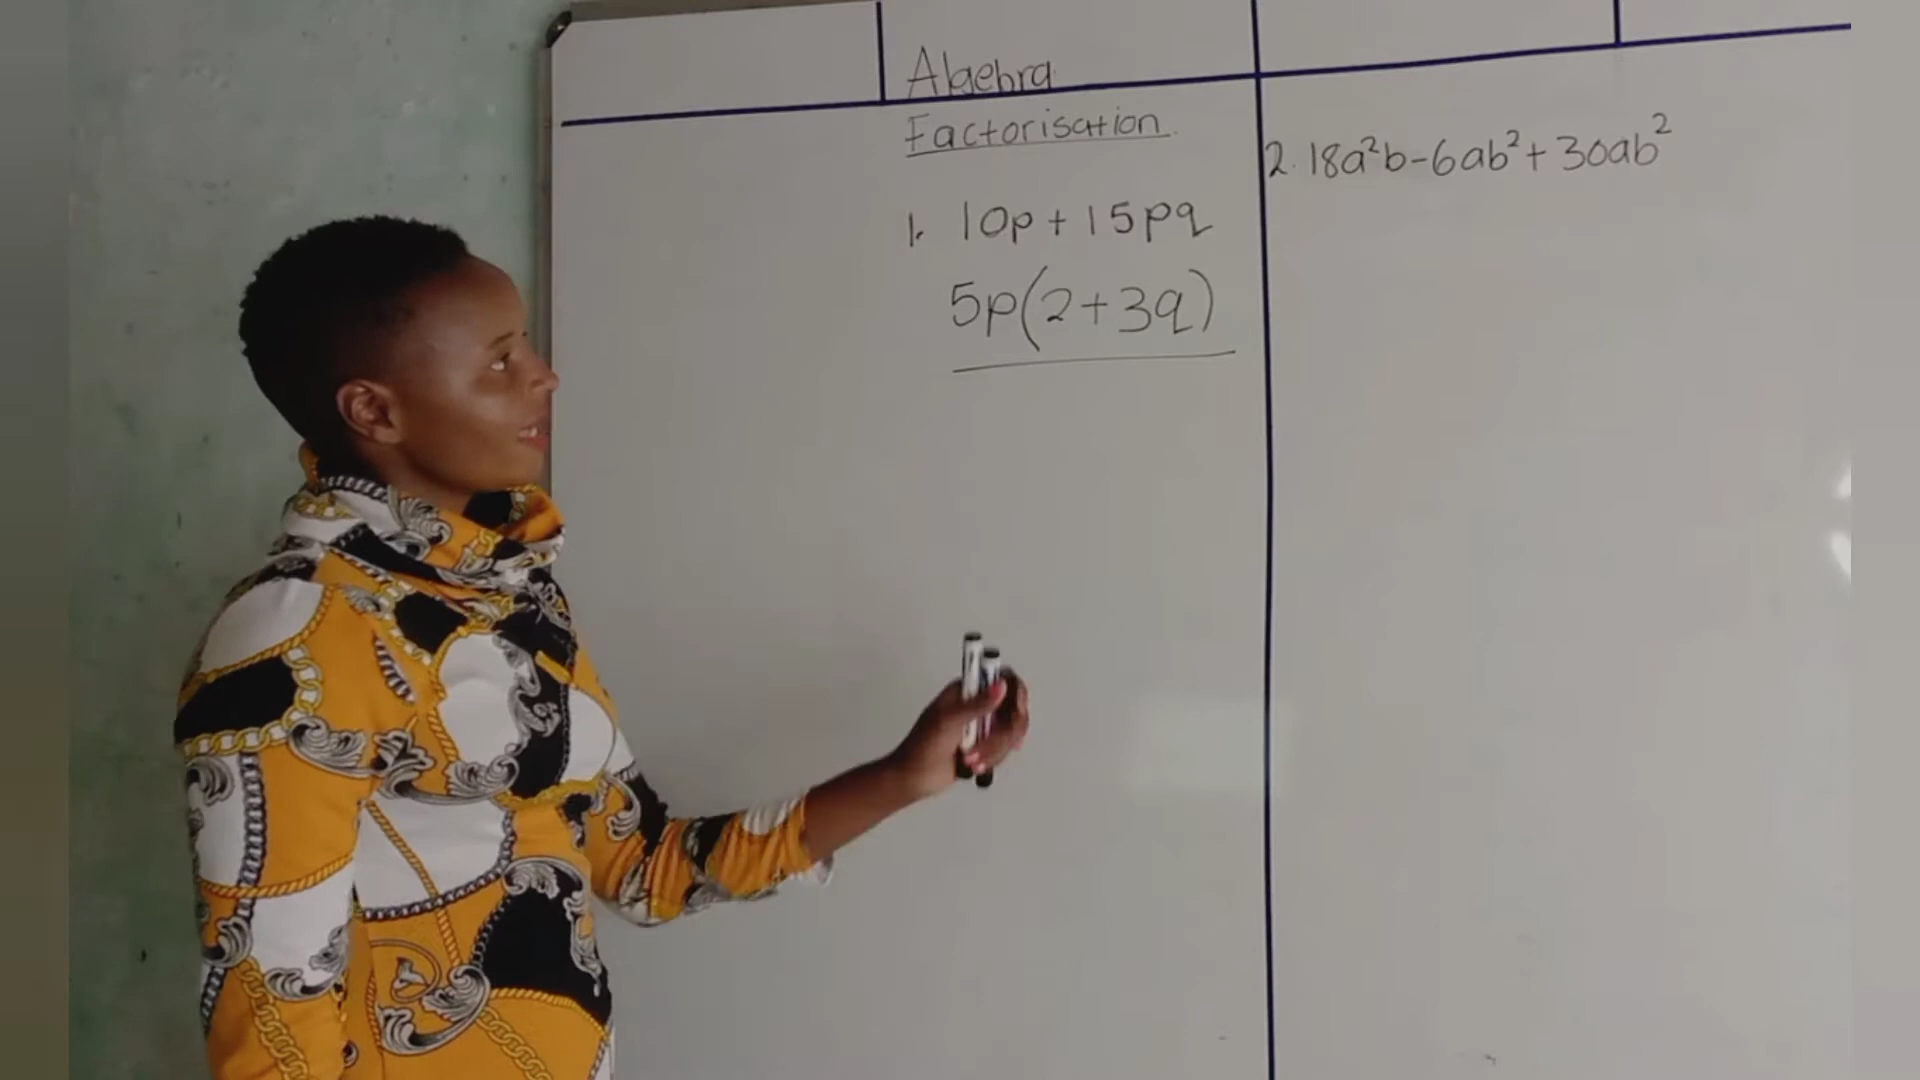 Algebra
Factorisation.
1. 10p + 15pq
5p(2+3q)
2. 18a²b - 6ab² + 30ab²